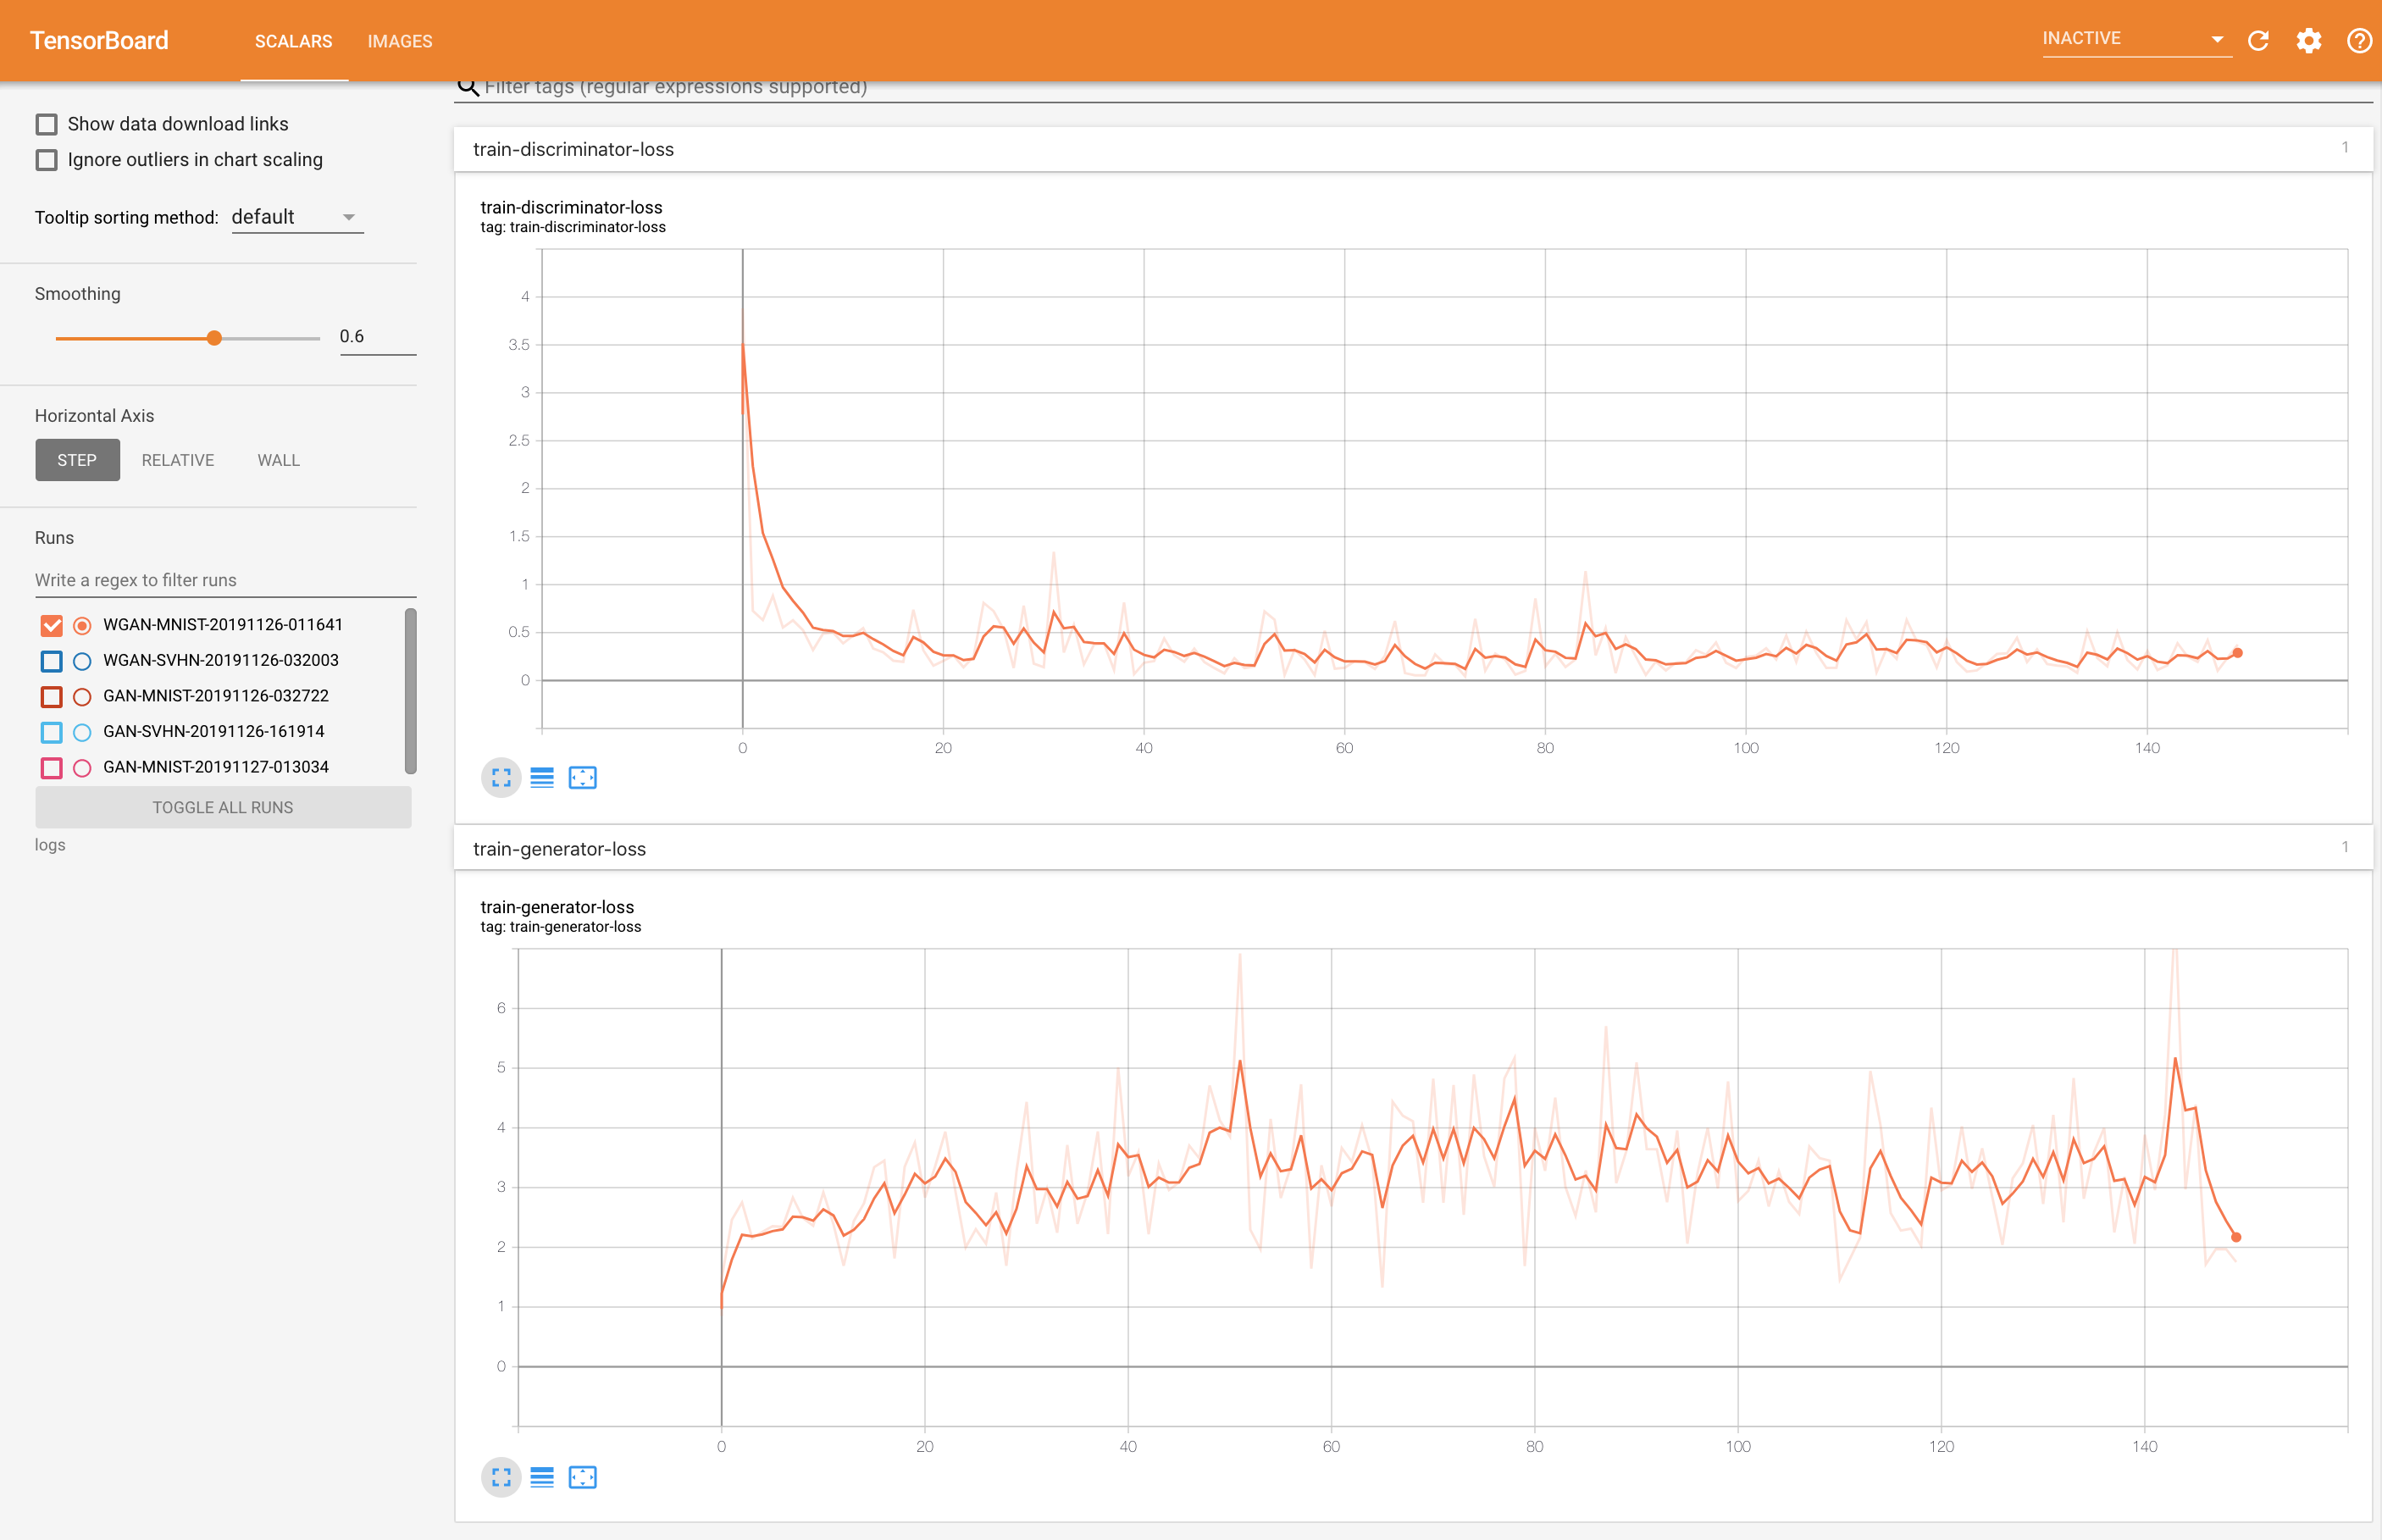 TensorBoard
SCALARS
IMAGES
INACTIVE
Filter tags (regular expressions supported)
Show data download links
Ignore outliers in chart scaling
Tooltip sorting method: default
Smoothing
0.6
Horizontal Axis
STEP RELATIVE WALL
Runs
Write a regex to filter runs
WGAN-MNIST-20191126-011641
WGAN-SVHN-20191126-032003
GAN-MNIST-20191126-032722
GAN-SVHN-20191126-161914
GAN-MNIST-20191127-013034
TOGGLE ALL RUNS
logs
train-discriminator-loss 1
train-discriminator-loss
tag: train-discriminator-loss
4
3.5
3
2.5
2
1.5
1
0.5
0
0 20 40 60 80 100 120 140
train-generator-loss 1
train-generator-loss
tag: train-generator-loss
6
5
4
3
2
1
0
0 20 40 60 80 100 120 140